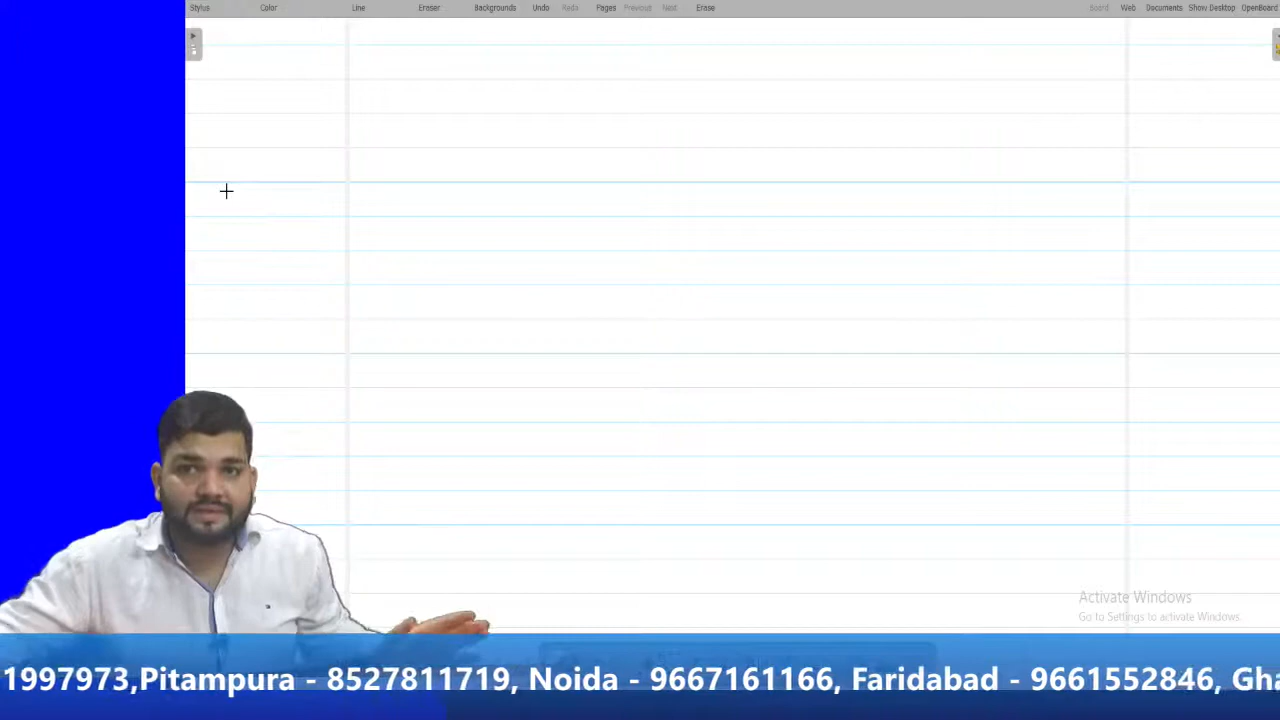 Stylus Color Line Eraser Backgrounds Undo Redo Pages Previous Next Erase Board Web Documents Show Desktop OpenBoard
Activate Windows
Go to Settings to activate Windows.
1997973,Pitampura - 8527811719, Noida - 9667161166, Faridabad - 9661552846, Gha